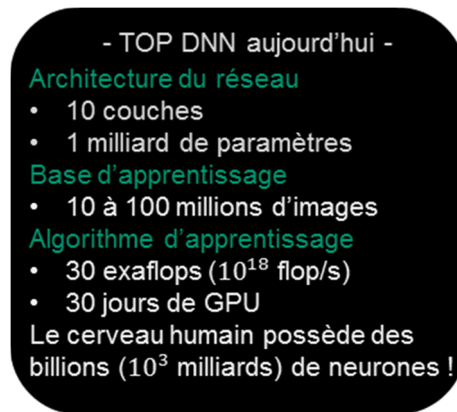 - TOP DNN aujourd’hui -
Architecture du réseau
• 10 couches
• 1 milliard de paramètres
Base d’apprentissage
• 10 à 100 millions d’images
Algorithme d’apprentissage
• 30 exaflops (10¹⁸ flop/s)
• 30 jours de GPU
Le cerveau humain possède des
billions (10³ milliards) de neurones !